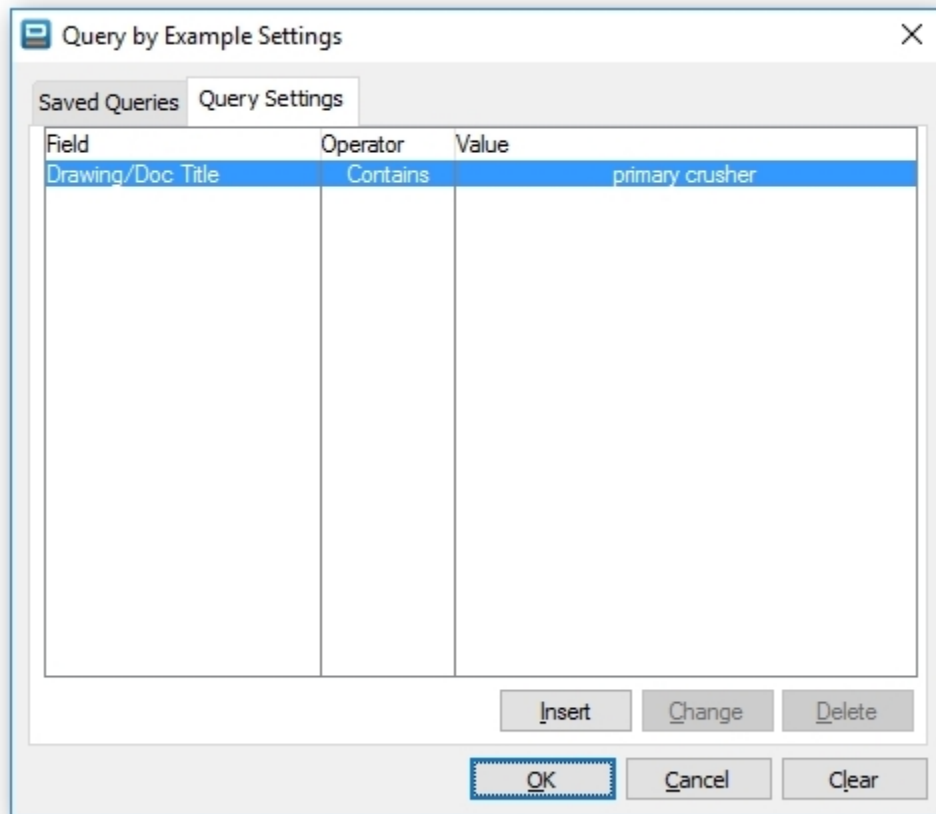 Query by Example Settings
Saved Queries Query Settings
Field Operator Value
Drawing/Doc Title Contains primary crusher
Insert Change Delete
OK Cancel Clear